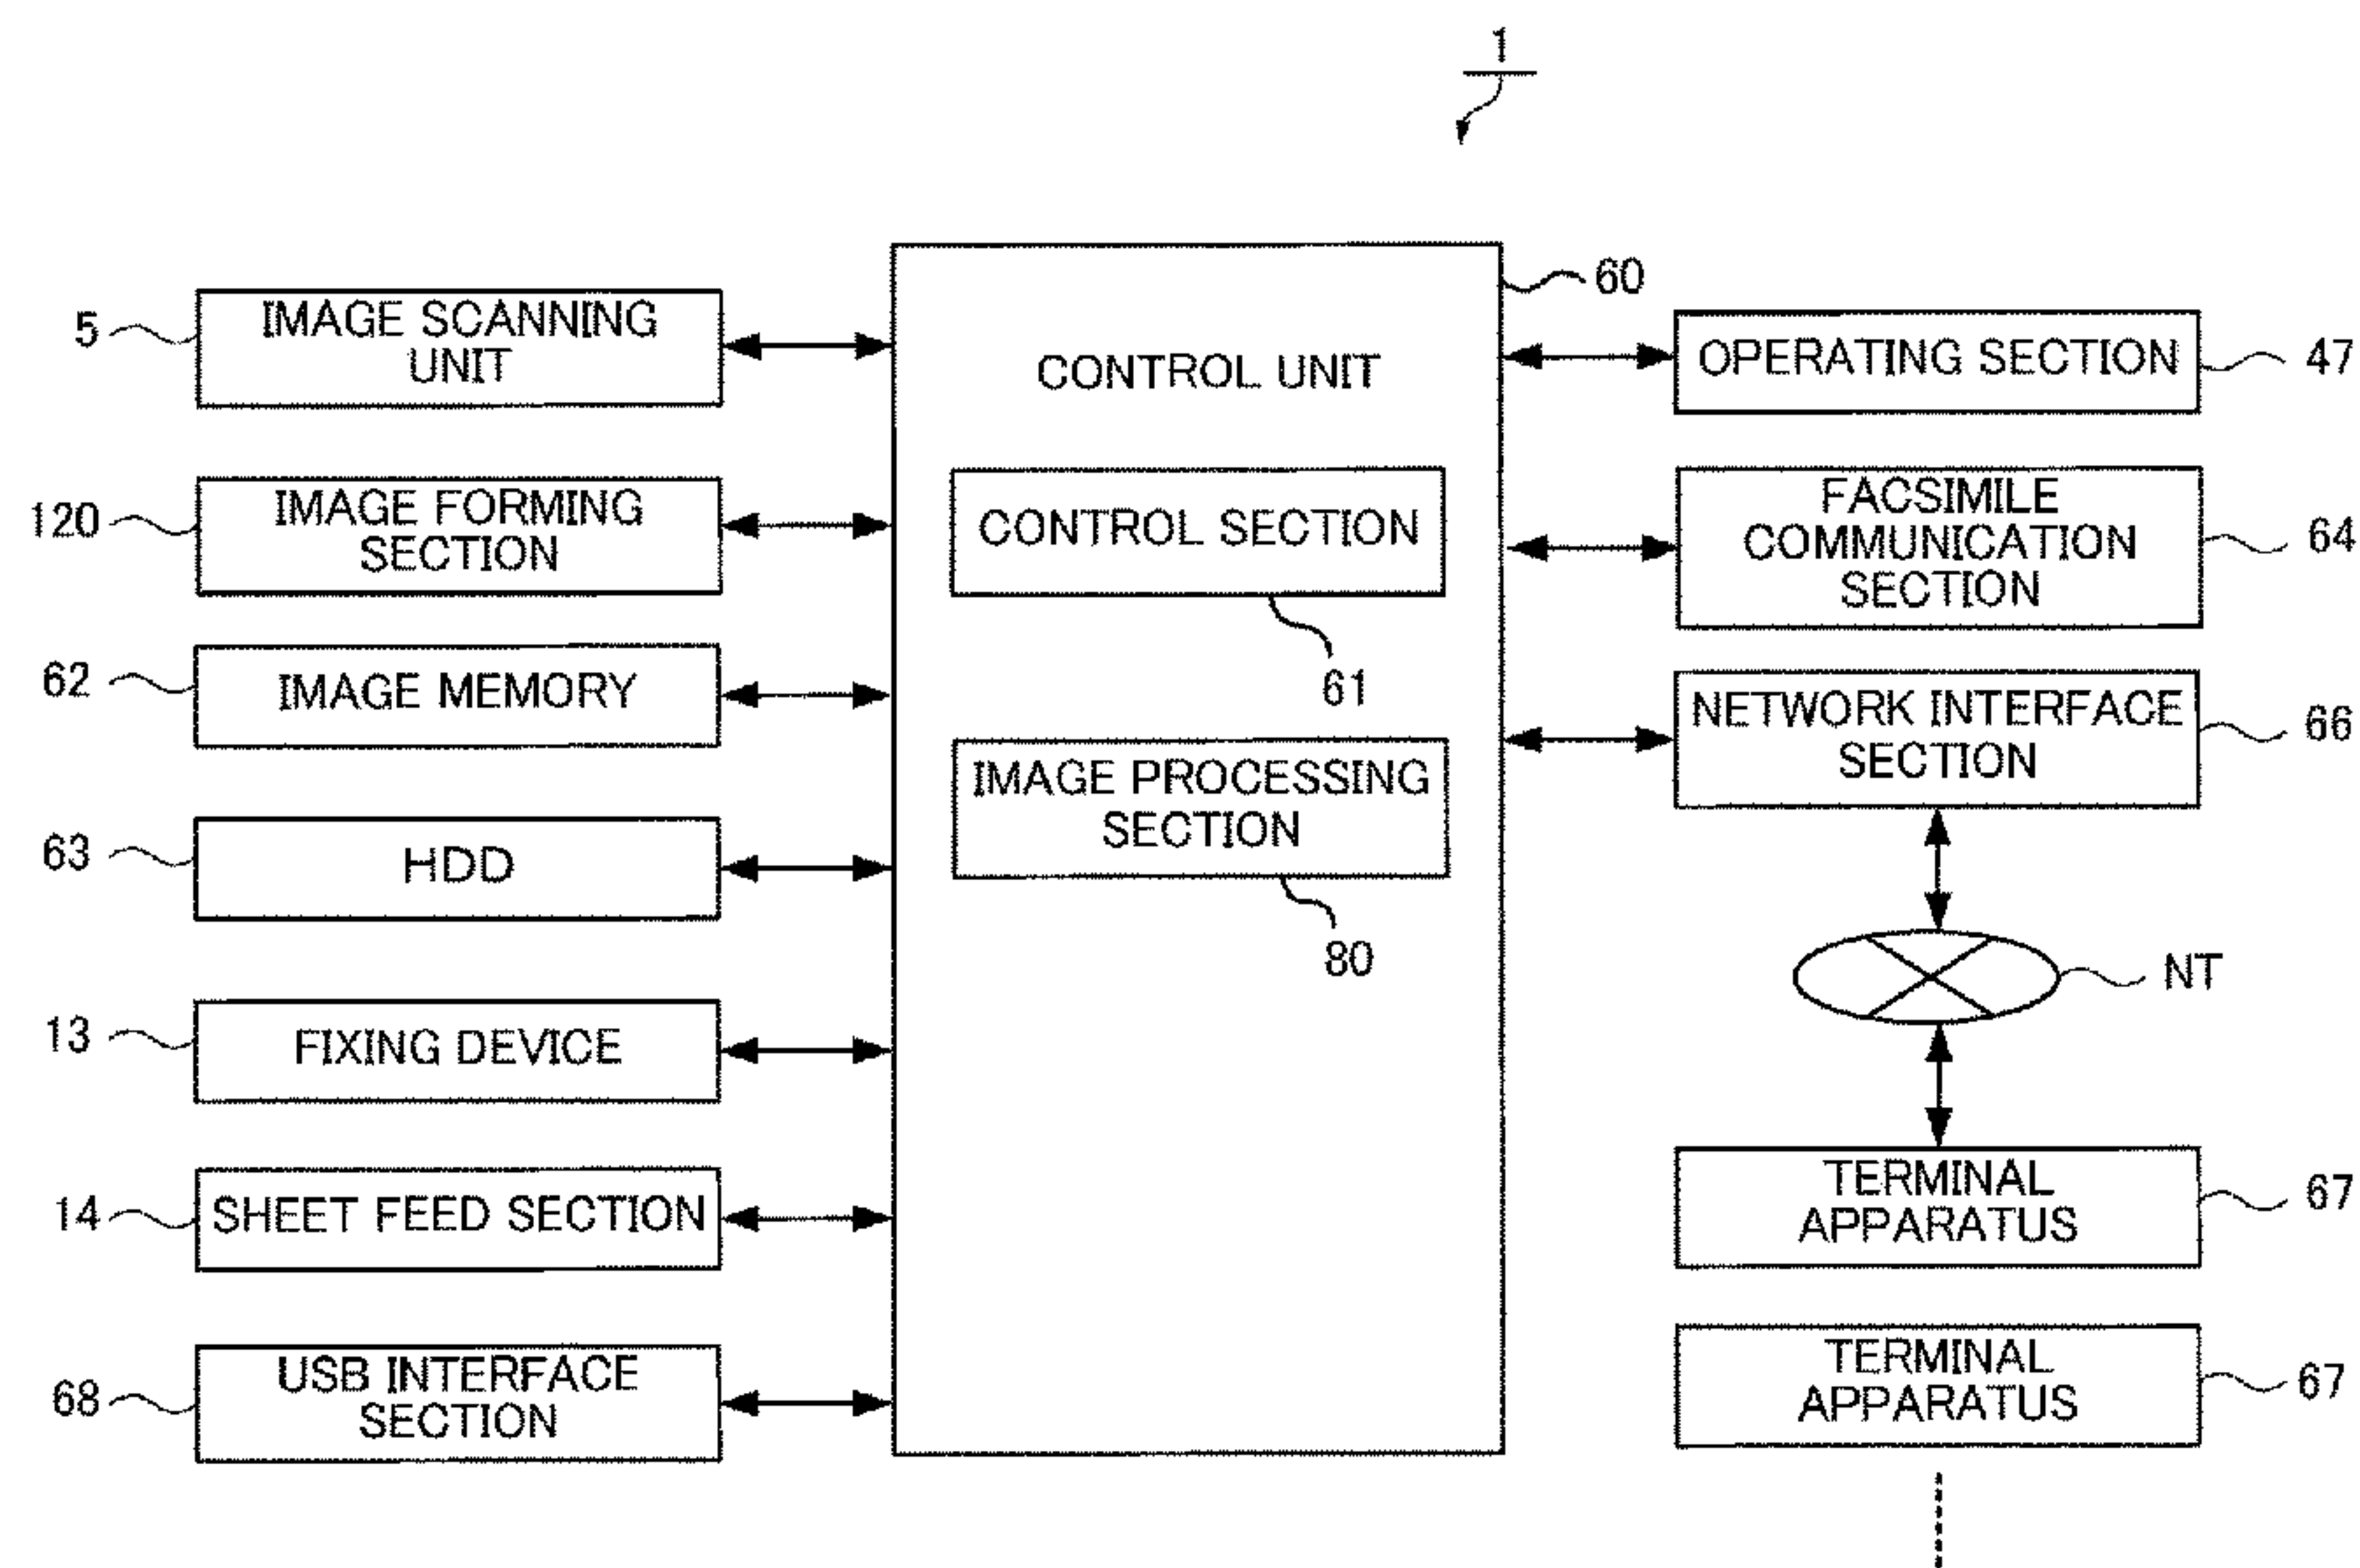 1
5
IMAGE SCANNING
UNIT
120
IMAGE FORMING
SECTION
62
IMAGE MEMORY
63
HDD
13
FIXING DEVICE
14
SHEET FEED SECTION
68
USB INTERFACE
SECTION
60
CONTROL UNIT
CONTROL SECTION
61
IMAGE PROCESSING
SECTION
80
OPERATING SECTION
47
FACSIMILE
COMMUNICATION
SECTION
64
NETWORK INTERFACE
SECTION
66
NT
TERMINAL
APPARATUS
67
TERMINAL
APPARATUS
67